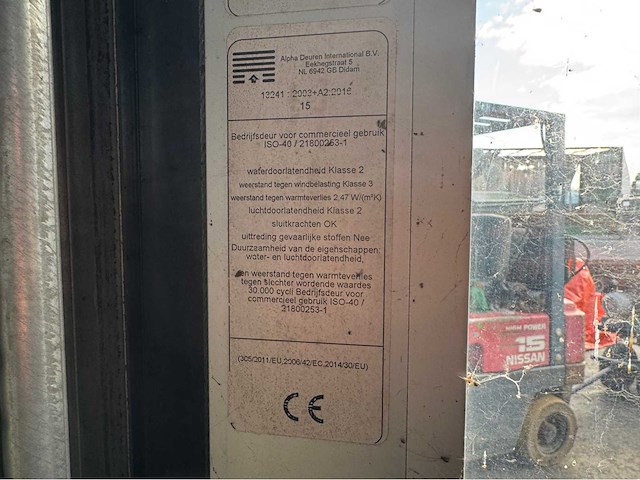 Alpha Deuren International B.V.
Eekhegstraat 5
NL 6942 GS Didam
13241 : 2003+A2:2016
15
Bedrijfsdeur voor commercieel gebruik
ISO-40 / 21800253-1
waterdoorlatendheid Klasse 2
weerstand tegen windbelasting Klasse 3
weerstand tegen warmteverlies 2,47 W/(m²K)
luchtdoorlatendheid Klasse 2
sluitkrachten OK
uittreding gevaarlijke stoffen Nee
Duurzaamheid van de eigenschappen
water- en luchtdoorlatendheid,
en weerstand tegen warmteverlies
tegen slechter wordende waardes
30.000 cycli Bedrijfsdeur voor
commercieel gebruik ISO-40 /
21800253-1
(305/2011/EU,2006/42/EC,2014/30/EU)
CE
POWER
15
NISSAN